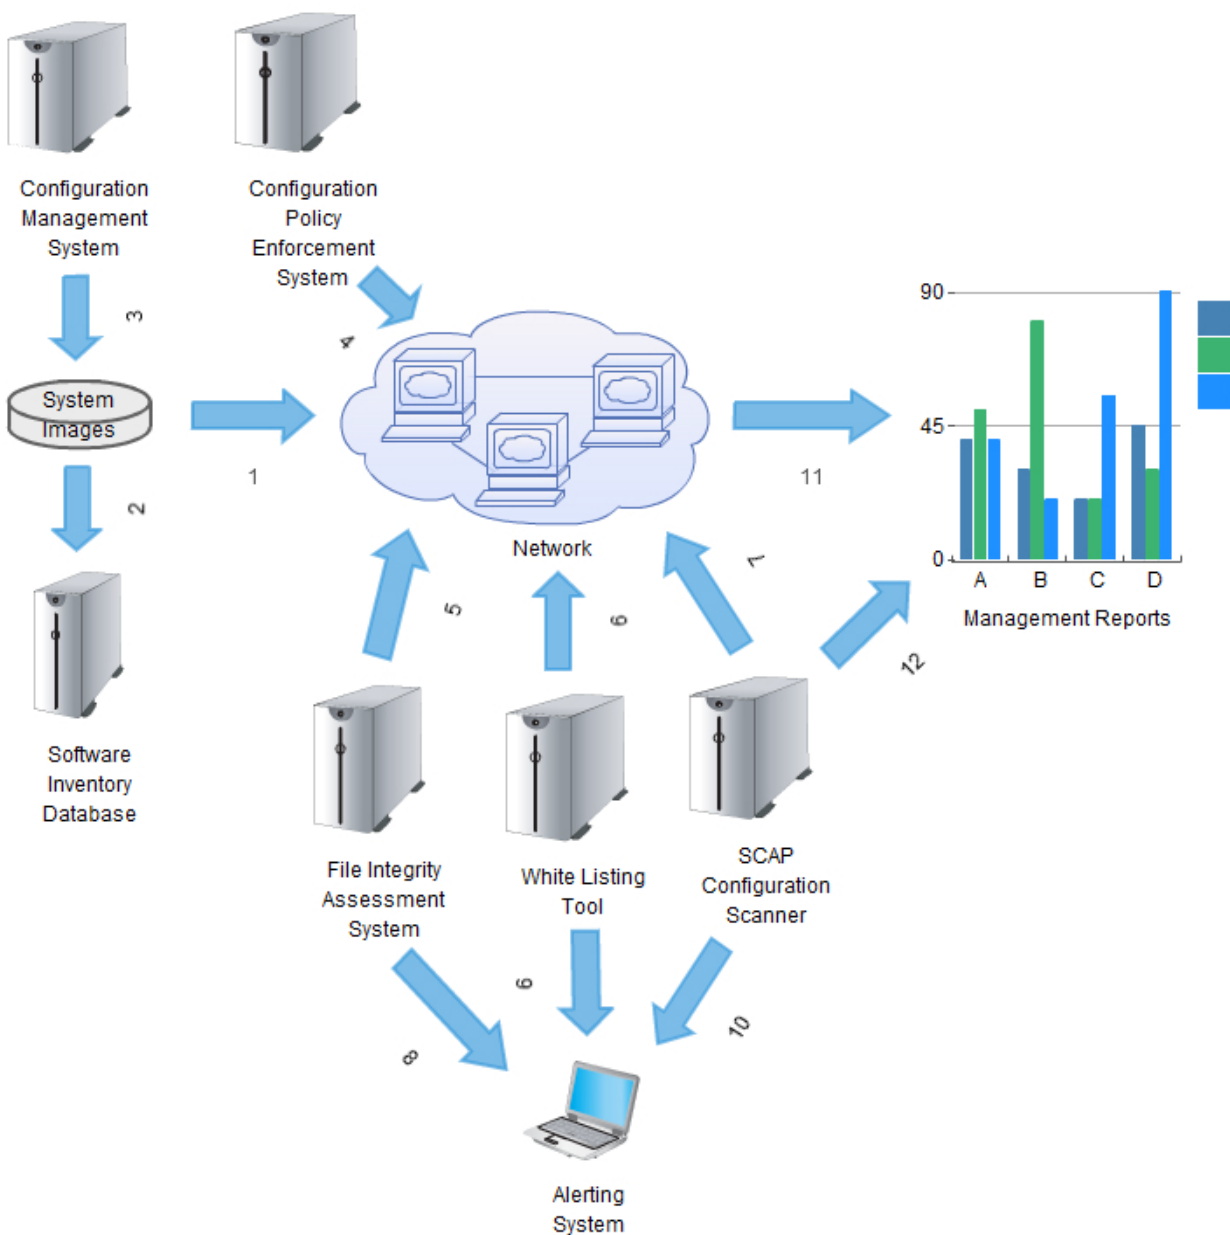 Configuration
Management
System
Configuration
Policy
Enforcement
System
3
4
System
Images
1
2
Network
11
90
45
0
A B C D
Management Reports
5
6
7
12
Software
Inventory
Database
File Integrity
Assessment
System
White Listing
Tool
SCAP
Configuration
Scanner
8
9
10
Alerting
System